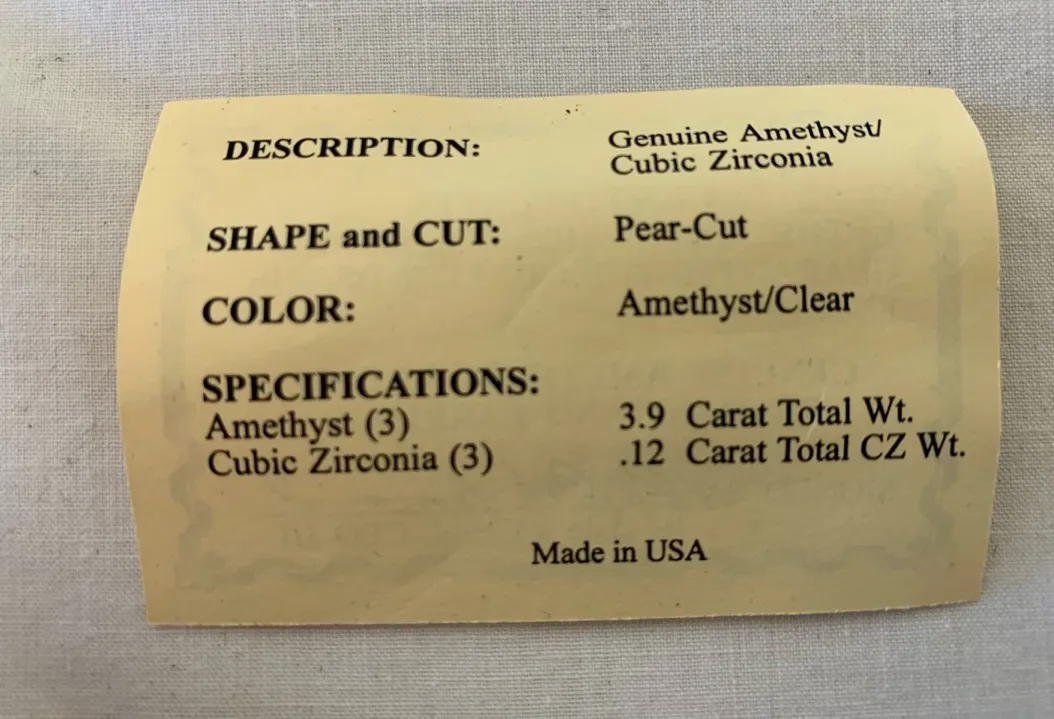 DESCRIPTION: Genuine Amethyst/
Cubic Zirconia
SHAPE and CUT: Pear-Cut
COLOR: Amethyst/Clear
SPECIFICATIONS:
Amethyst (3) 3.9 Carat Total Wt.
Cubic Zirconia (3) .12 Carat Total CZ Wt.
Made in USA